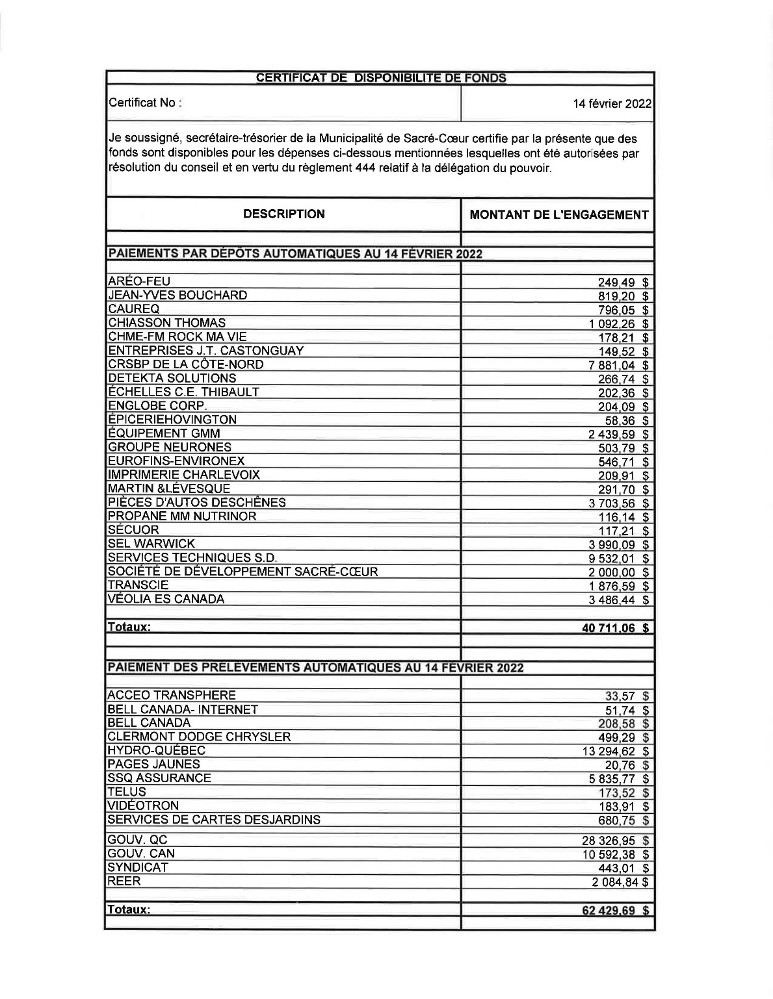 CERTIFICAT DE DISPONIBILITE DE FONDS
Certificat No : 14 février 2022
Je soussigné, secrétaire-trésorier de la Municipalité de Sacré-Cœur certifie par la présente que des
fonds sont disponibles pour les dépenses ci-dessous mentionnées lesquelles ont été autorisées par
résolution du conseil et en vertu du règlement 444 relatif à la délégation du pouvoir.
DESCRIPTION MONTANT DE L'ENGAGEMENT
PAIEMENTS PAR DÉPÔTS AUTOMATIQUES AU 14 FÉVRIER 2022
ARÉO-FEU 249,49 $
JEAN-YVES BOUCHARD 819,20 $
CAUREQ 796,05 $
CHIASSON THOMAS 1 092,26 $
CHME-FM ROCK MA VIE 178,21 $
ENTREPRISES J.T. CASTONGUAY 149,52 $
CRSBP DE LA CÔTE-NORD 7 881,04 $
DETEKTA SOLUTIONS 266,74 $
ÉCHELLES C.E. THIBAULT 202,36 $
ENGLOBE CORP. 204,09 $
ÉPICERIEHOVINGTON 58,36 $
ÉQUIPEMENT GMM 2 439,59 $
GROUPE NEURONES 503,79 $
EUROFINS-ENVIRONEX 546,71 $
IMPRIMERIE CHARLEVOIX 209,91 $
MARTIN &LÉVESQUE 291,70 $
PIÈCES D'AUTOS DESCHÊNES 3 703,56 $
PROPANE MM NUTRINOR 116,14 $
SÉCUOR 117,21 $
SEL WARWICK 3 990,09 $
SERVICES TECHNIQUES S.D. 9 532,01 $
SOCIÉTÉ DE DÉVELOPPEMENT SACRÉ-CŒUR 2 000,00 $
TRANSCIE 1 876,59 $
VÉOLIA ES CANADA 3 486,44 $
Totaux: 40 711,06 $
PAIEMENT DES PRÉLÈVEMENTS AUTOMATIQUES AU 14 FÉVRIER 2022
ACCEO TRANSPHERE 33,57 $
BELL CANADA- INTERNET 51,74 $
BELL CANADA 208,58 $
CLERMONT DODGE CHRYSLER 499,29 $
HYDRO-QUÉBEC 13 294,62 $
PAGES JAUNES 20,76 $
SSQ ASSURANCE 5 835,77 $
TELUS 173,52 $
VIDÉOTRON 183,91 $
SERVICES DE CARTES DESJARDINS 680,75 $
GOUV. QC 28 326,95 $
GOUV. CAN 10 592,38 $
SYNDICAT 443,01 $
REER 2 084,84 $
Totaux: 62 429,69 $